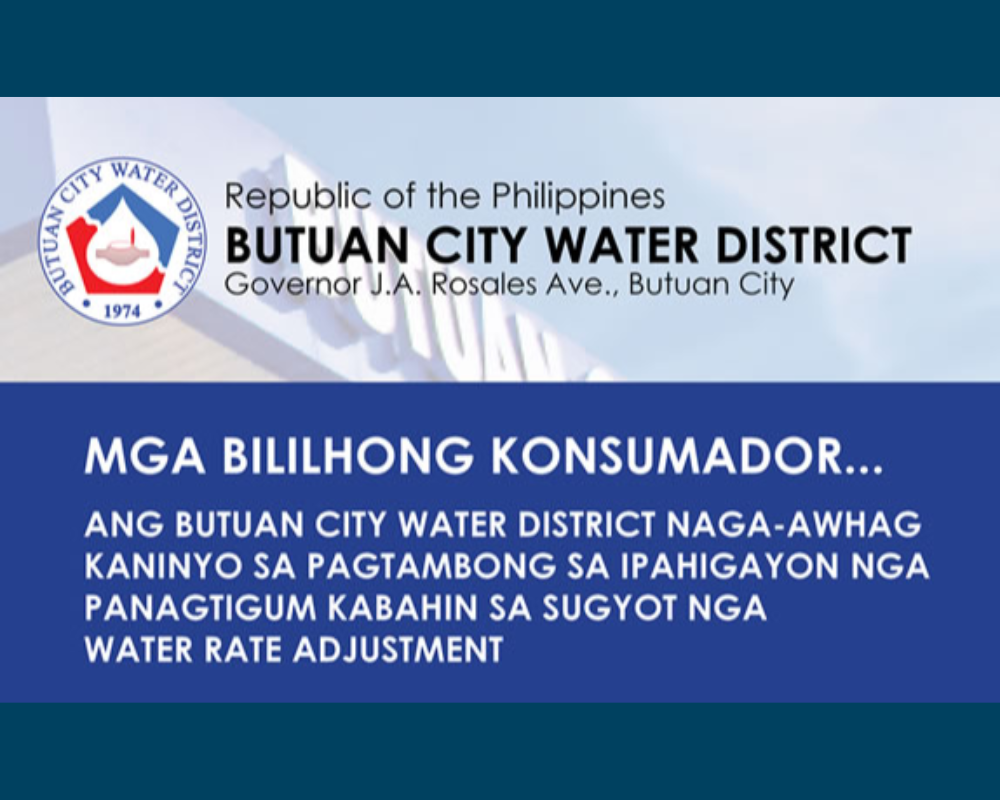 BUTUAN CITY WATER DISTRICT
• 1974 •
Republic of the Philippines
BUTUAN CITY WATER DISTRICT
Governor J.A. Rosales Ave., Butuan City
BUTUAN
MGA BILILHONG KONSUMADOR...
ANG BUTUAN CITY WATER DISTRICT NAGA-AWHAG
KANINYO SA PAGTAMBONG SA IPAHIGAYON NGA
PANAGTIGUM KABAHIN SA SUGYOT NGA
WATER RATE ADJUSTMENT